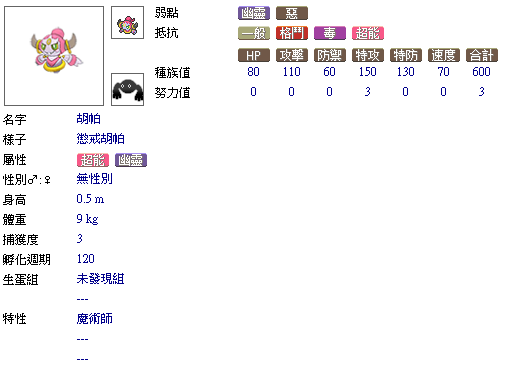 弱點 幽靈 惡
抵抗 一般 格鬥 毒 超能
HP 攻擊 防禦 特攻 特防 速度 合計
種族值 80 110 60 150 130 70 600
努力值 0 0 0 3 0 0 3
名字 胡帕
樣子 懲戒胡帕
屬性 超能 幽靈
性別♂:♀ 無性別
身高 0.5 m
體重 9 kg
捕獲度 3
孵化週期 120
生蛋組 未發現組
---
特性 魔術師
---
---